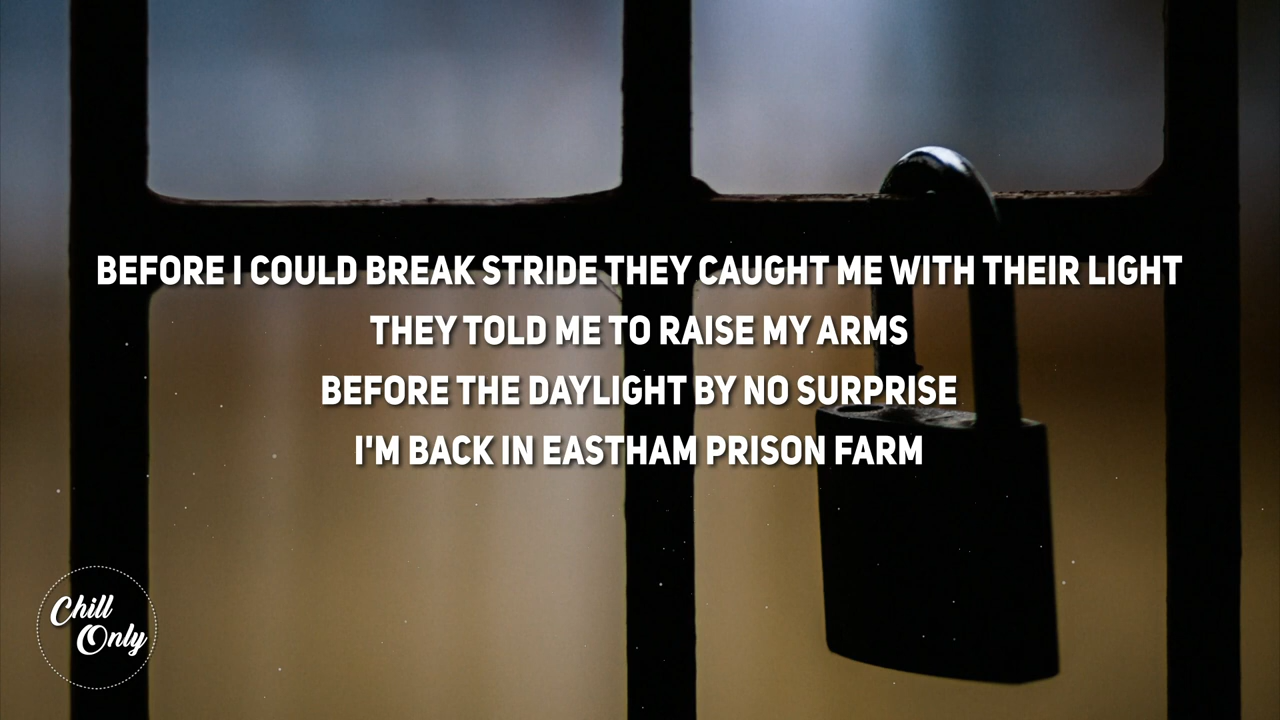 BEFORE I COULD BREAK STRIDE THEY CAUGHT ME WITH THEIR LIGHT
THEY TOLD ME TO RAISE MY ARMS
BEFORE THE DAYLIGHT BY NO SURPRISE
I'M BACK IN EASTHAM PRISON FARM
Chill
Only